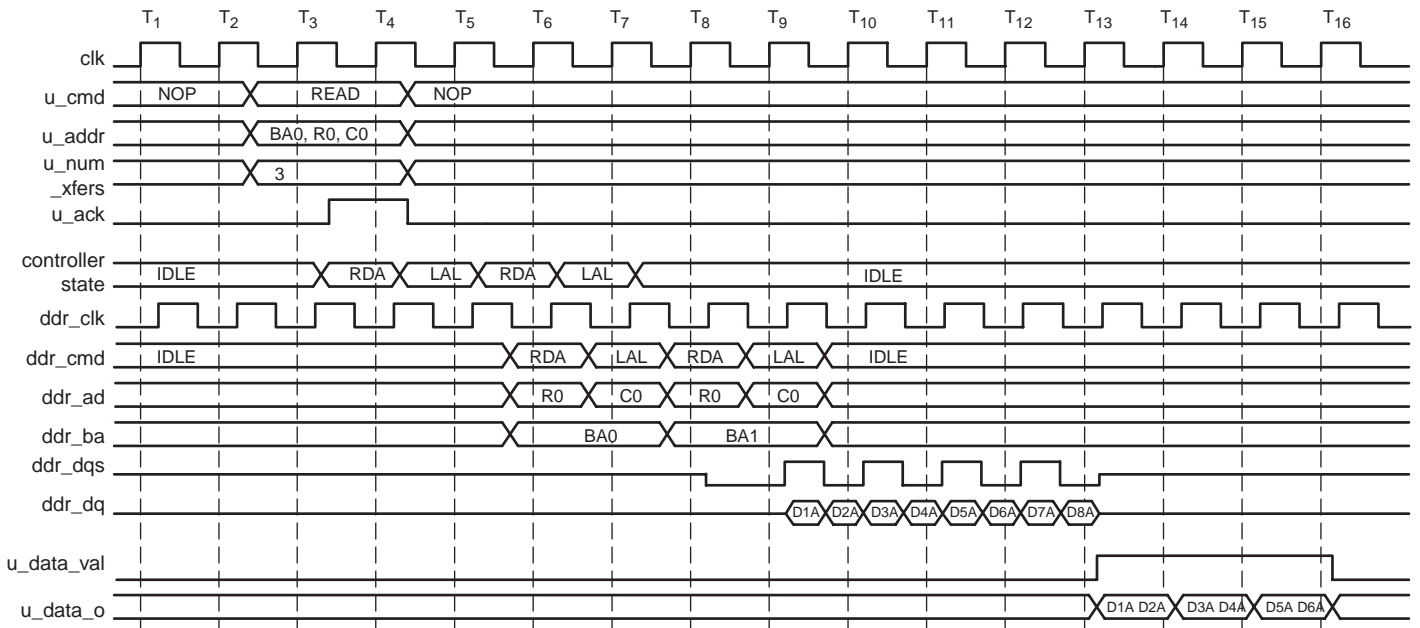 T1 T2 T3 T4 T5 T6 T7 T8 T9 T10 T11 T12 T13 T14 T15 T16
clk
u_cmd NOP READ NOP
u_addr BA0, R0, C0
u_num
_xfers 3
u_ack
controller
state IDLE RDA LAL RDA LAL IDLE
ddr_clk
ddr_cmd IDLE RDA LAL RDA LAL IDLE
ddr_ad R0 C0 R0 C0
ddr_ba BA0 BA1
ddr_dqs
ddr_dq D1A D2A D3A D4A D5A D6A D7A D8A
u_data_val
u_data_o D1A D2A D3A D4A D5A D6A